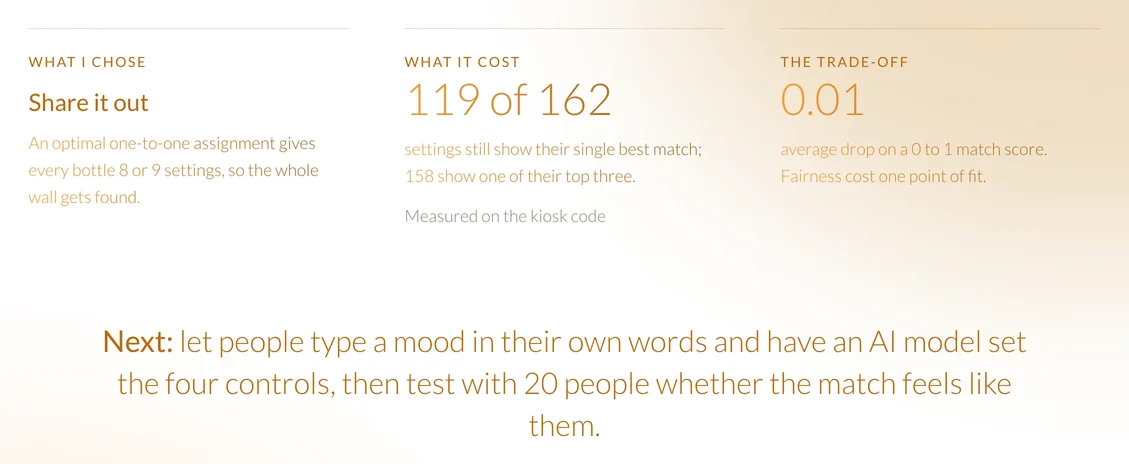 WHAT I CHOSE
Share it out
An optimal one-to-one assignment gives
every bottle 8 or 9 settings, so the whole
wall gets found.
WHAT IT COST
119 of 162
settings still show their single best match;
158 show one of their top three.
Measured on the kiosk code
THE TRADE-OFF
0.01
average drop on a 0 to 1 match score.
Fairness cost one point of fit.
Next: let people type a mood in their own words and have an AI model set
the four controls, then test with 20 people whether the match feels like
them.